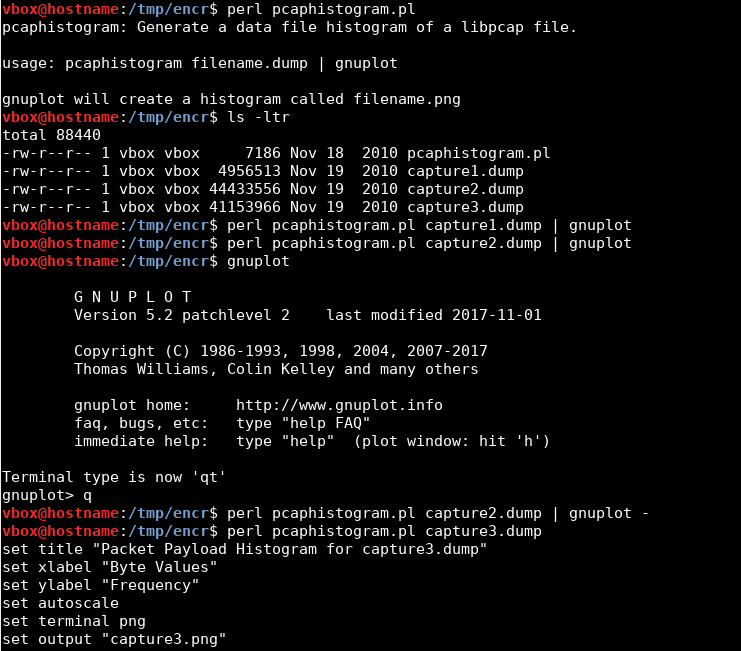 vbox@hostname:/tmp/encr$ perl pcaphistogram.pl
pcaphistogram: Generate a data file histogram of a libpcap file.
usage: pcaphistogram filename.dump | gnuplot
gnuplot will create a histogram called filename.png
vbox@hostname:/tmp/encr$ ls -ltr
total 88440
-rw-r--r-- 1 vbox vbox     7186 Nov 18  2010 pcaphistogram.pl
-rw-r--r-- 1 vbox vbox  4956513 Nov 19  2010 capture1.dump
-rw-r--r-- 1 vbox vbox 44433556 Nov 19  2010 capture2.dump
-rw-r--r-- 1 vbox vbox 41153966 Nov 19  2010 capture3.dump
vbox@hostname:/tmp/encr$ perl pcaphistogram.pl capture1.dump | gnuplot
vbox@hostname:/tmp/encr$ perl pcaphistogram.pl capture2.dump | gnuplot
vbox@hostname:/tmp/encr$ gnuplot
        G N U P L O T
        Version 5.2 patchlevel 2    last modified 2017-11-01
        Copyright (C) 1986-1993, 1998, 2004, 2007-2017
        Thomas Williams, Colin Kelley and many others
        gnuplot home:     http://www.gnuplot.info
        faq, bugs, etc:   type "help FAQ"
        immediate help:   type "help"  (plot window: hit 'h')
Terminal type is now 'qt'
gnuplot> q
vbox@hostname:/tmp/encr$ perl pcaphistogram.pl capture2.dump | gnuplot -
vbox@hostname:/tmp/encr$ perl pcaphistogram.pl capture3.dump
set title "Packet Payload Histogram for capture3.dump"
set xlabel "Byte Values"
set ylabel "Frequency"
set autoscale
set terminal png
set output "capture3.png"